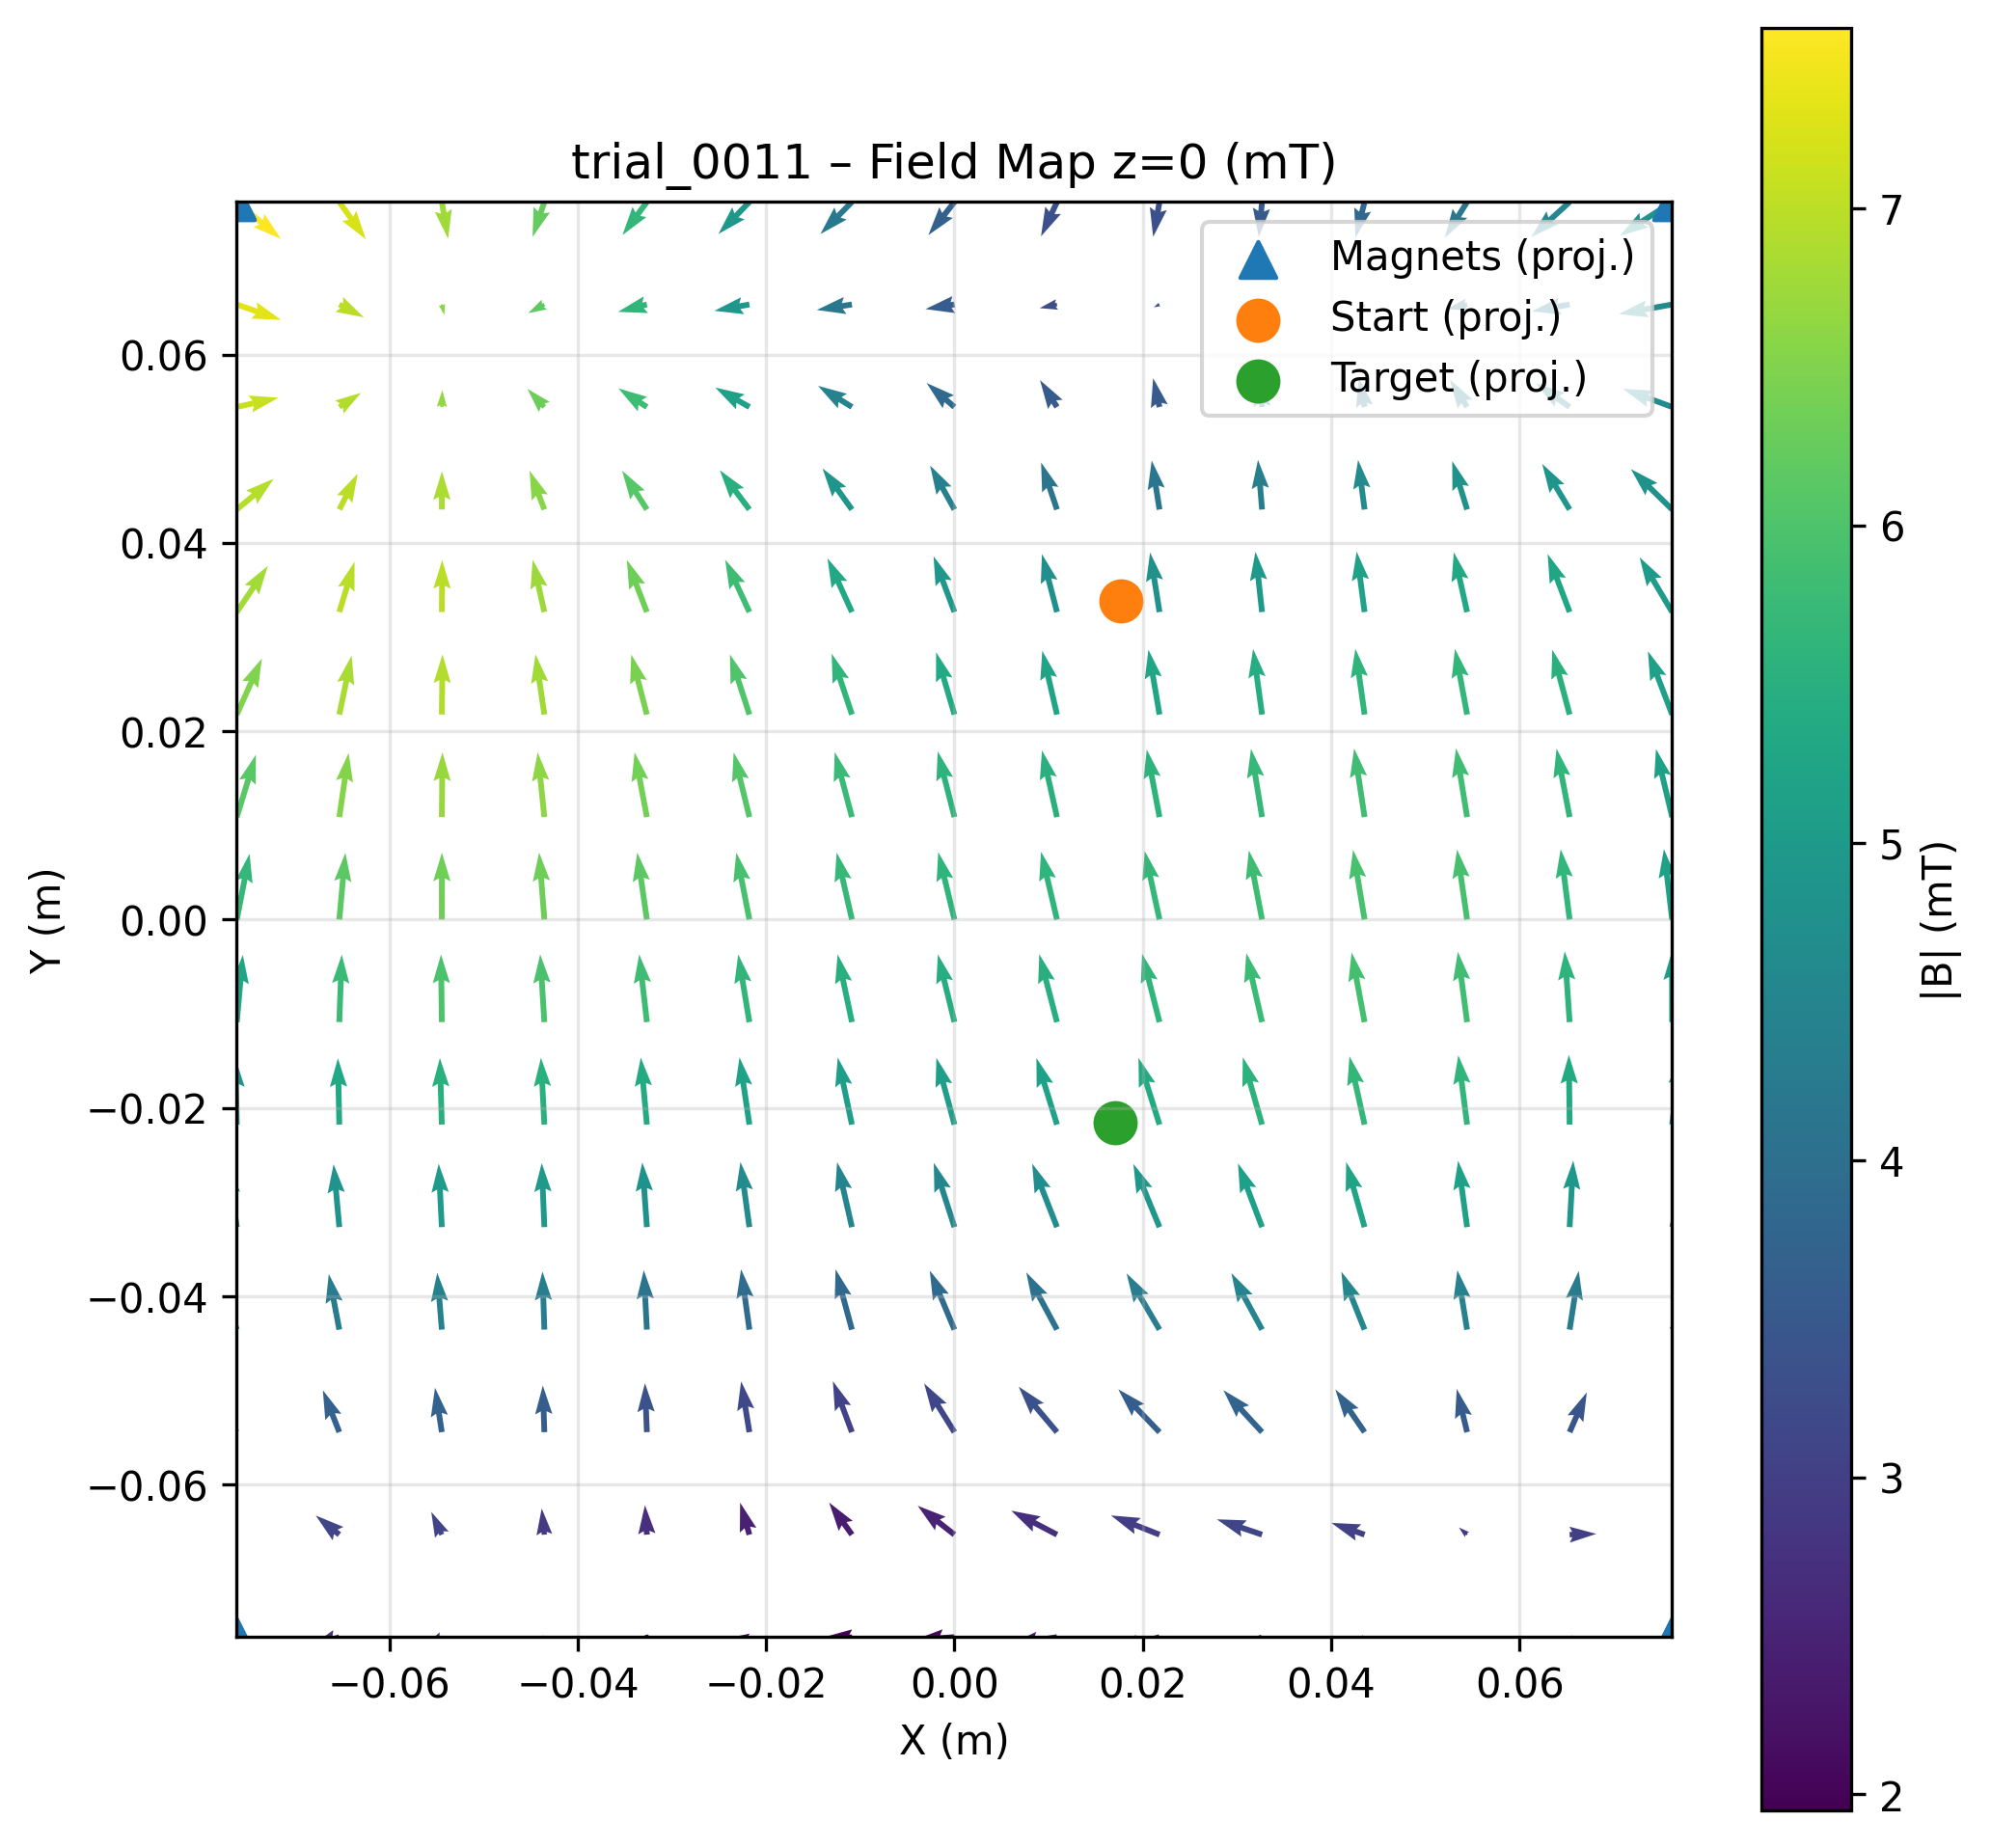 trial_0011 – Field Map z=0 (mT)
Magnets (proj.)
Start (proj.)
Target (proj.)
0.06
0.04
0.02
0.00
−0.02
−0.04
−0.06
Y (m)
−0.06
−0.04
−0.02
0.00
0.02
0.04
0.06
X (m)
7
6
5
4
3
2
|B| (mT)